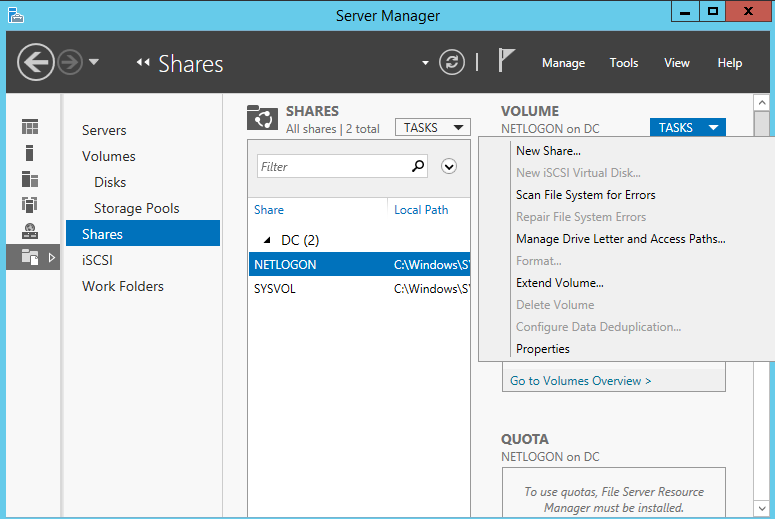 Server Manager
Shares
Manage Tools View Help
Servers
Volumes
Disks
Storage Pools
Shares
iSCSI
Work Folders
SHARES
All shares | 2 total
TASKS
Filter
Share Local Path
DC (2)
NETLOGON C:\Windows\SY
SYSVOL C:\Windows\SY
VOLUME
NETLOGON on DC
TASKS
New Share...
New iSCSI Virtual Disk...
Scan File System for Errors
Repair File System Errors
Manage Drive Letter and Access Paths...
Format...
Extend Volume...
Delete Volume
Configure Data Deduplication...
Properties
Go to Volumes Overview >
QUOTA
NETLOGON on DC
To use quotas, File Server Resource
Manager must be installed.